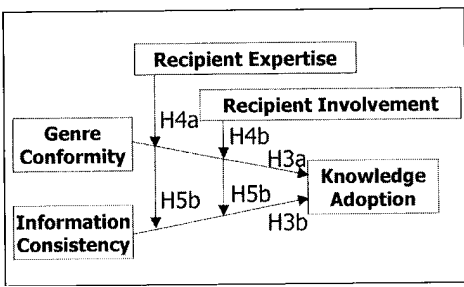 Recipient Expertise
Recipient Involvement
H4a
H4b
Genre
Conformity
H3a
Knowledge
Adoption
H5b
H5b
H3b
Information
Consistency